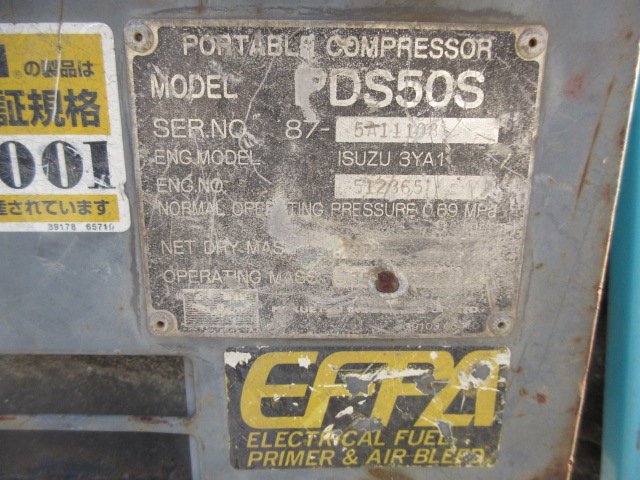 の製品は
証規格
001
産されています
39178 65710
PORTABLE COMPRESSOR
MODEL PDS50S
SER.NO. 87-
ENG.MODEL ISUZU 3YA1
ENG.NO.
NORMAL OPERATING PRESSURE 0.69 MPa
NET DRY MASS
OPERATING MASS
EFPA
ELECTRICAL FUEL
PRIMER & AIR BLEED